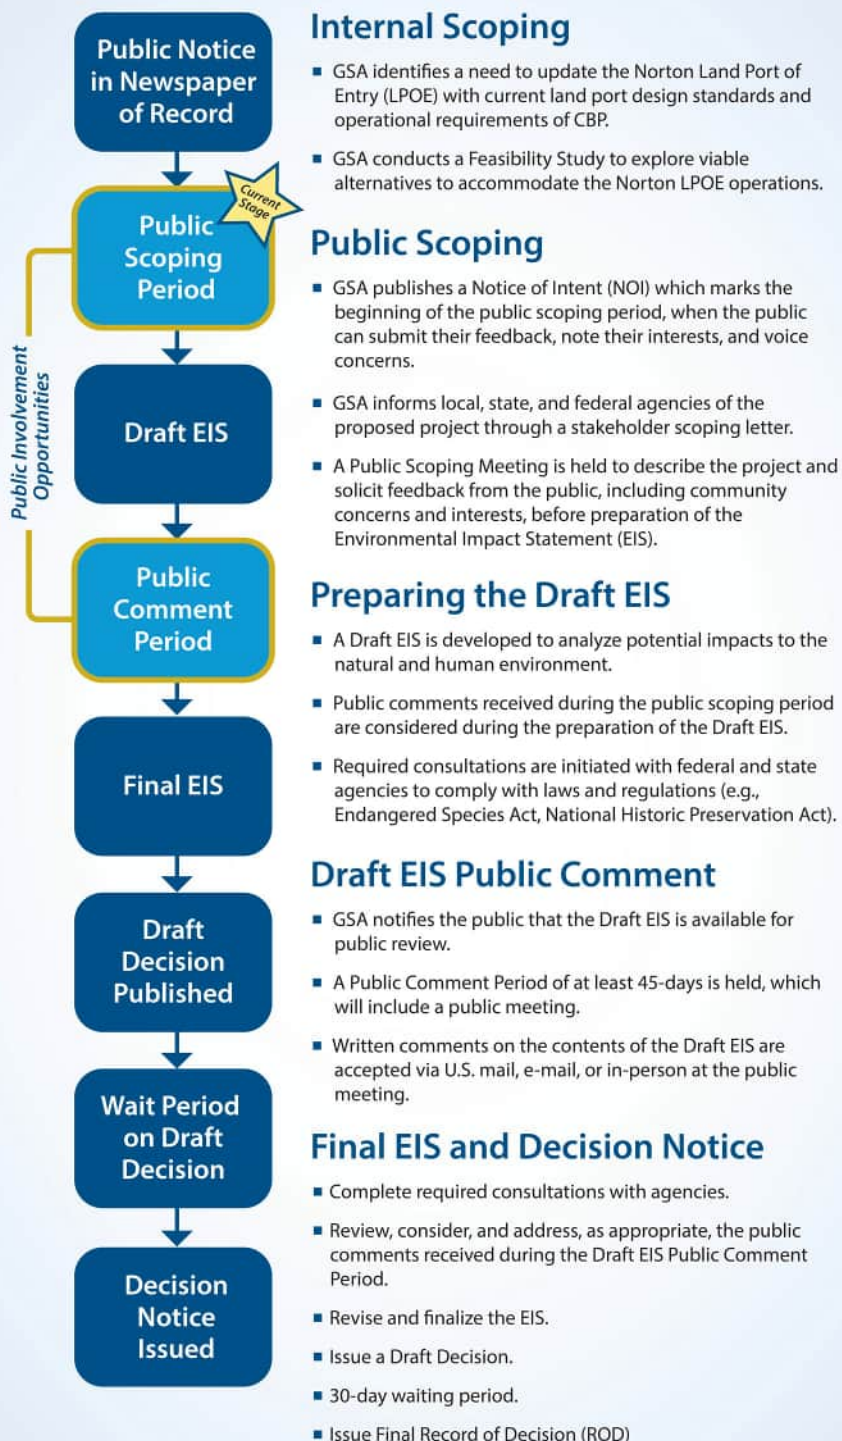 Public Notice
in Newspaper
of Record
Current
Stage
Public
Scoping
Period
Public Involvement
Opportunities
Draft EIS
Public
Comment
Period
Final EIS
Draft
Decision
Published
Wait Period
on Draft
Decision
Decision
Notice
Issued
Internal Scoping
■ GSA identifies a need to update the Norton Land Port of
Entry (LPOE) with current land port design standards and
operational requirements of CBP.
■ GSA conducts a Feasibility Study to explore viable
alternatives to accommodate the Norton LPOE operations.
Public Scoping
■ GSA publishes a Notice of Intent (NOI) which marks the
beginning of the public scoping period, when the public
can submit their feedback, note their interests, and voice
concerns.
■ GSA informs local, state, and federal agencies of the
proposed project through a stakeholder scoping letter.
■ A Public Scoping Meeting is held to describe the project and
solicit feedback from the public, including community
concerns and interests, before preparation of the
Environmental Impact Statement (EIS).
Preparing the Draft EIS
■ A Draft EIS is developed to analyze potential impacts to the
natural and human environment.
■ Public comments received during the public scoping period
are considered during the preparation of the Draft EIS.
■ Required consultations are initiated with federal and state
agencies to comply with laws and regulations (e.g.,
Endangered Species Act, National Historic Preservation Act).
Draft EIS Public Comment
■ GSA notifies the public that the Draft EIS is available for
public review.
■ A Public Comment Period of at least 45-days is held, which
will include a public meeting.
■ Written comments on the contents of the Draft EIS are
accepted via U.S. mail, e-mail, or in-person at the public
meeting.
Final EIS and Decision Notice
■ Complete required consultations with agencies.
■ Review, consider, and address, as appropriate, the public
comments received during the Draft EIS Public Comment
Period.
■ Revise and finalize the EIS.
■ Issue a Draft Decision.
■ 30-day waiting period.
■ Issue Final Record of Decision (ROD)